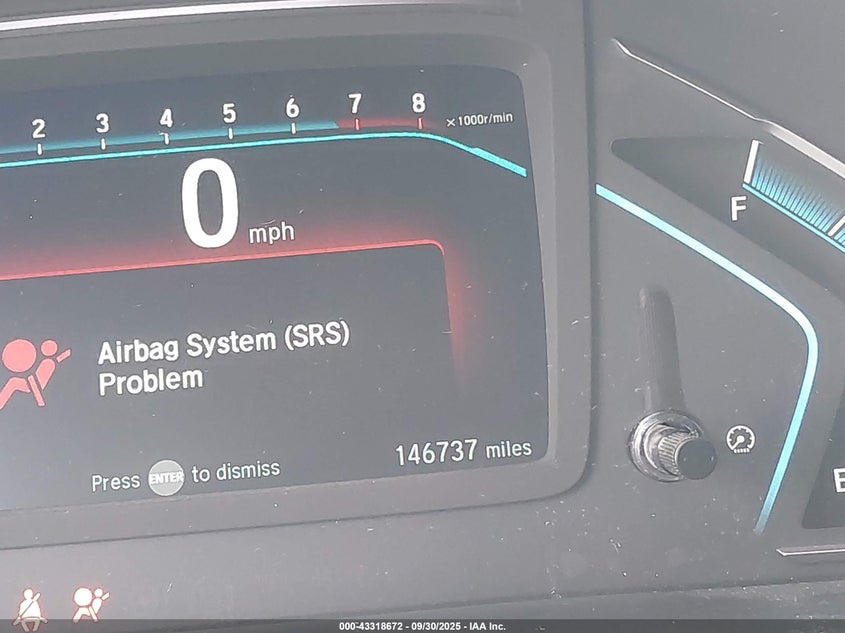 2 3 4 5 6 7 8 ×1000r/min
0 mph
F
Airbag System (SRS)
Problem
146737 miles
Press ENTER to dismiss
E
000-43318672 - 09/30/2025 - IAA Inc.